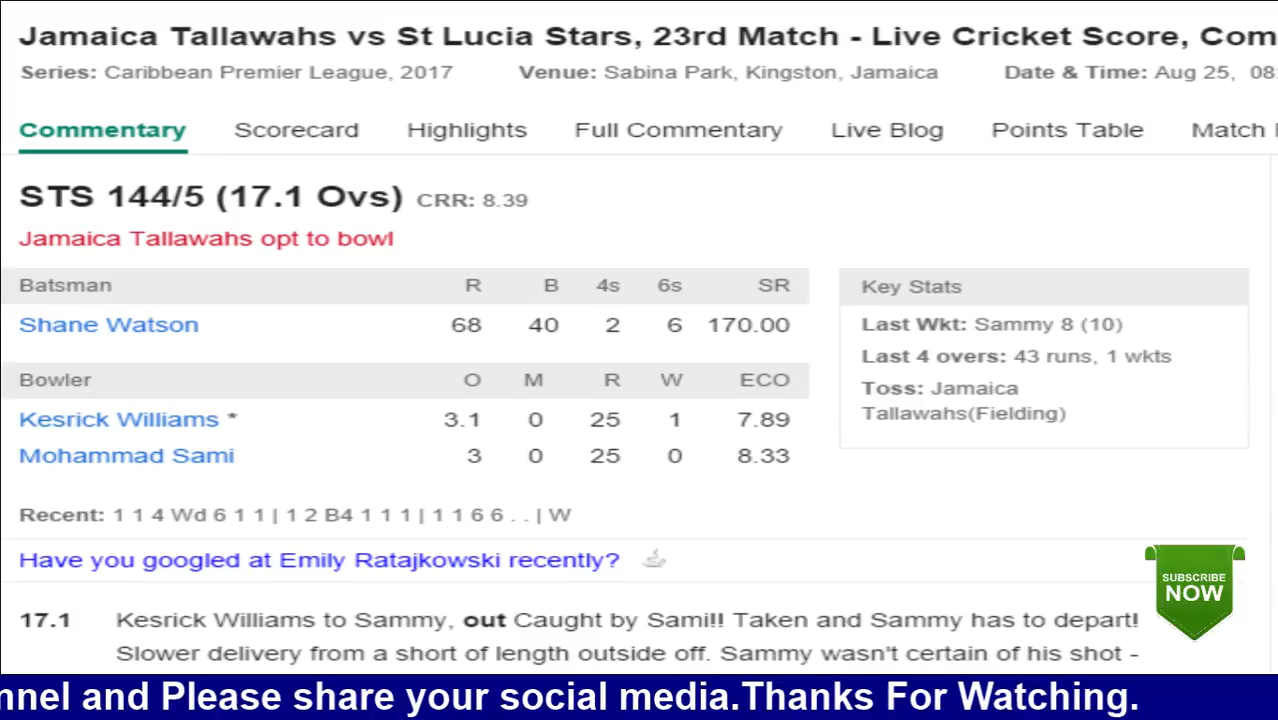 Jamaica Tallawahs vs St Lucia Stars, 23rd Match - Live Cricket Score, Com
Series: Caribbean Premier League, 2017 Venue: Sabina Park, Kingston, Jamaica Date & Time: Aug 25, 08:
Commentary Scorecard Highlights Full Commentary Live Blog Points Table Match
STS 144/5 (17.1 Ovs) CRR: 8.39
Jamaica Tallawahs opt to bowl
Batsman R B 4s 6s SR
Shane Watson 68 40 2 6 170.00
Bowler O M R W ECO
Kesrick Williams * 3.1 0 25 1 7.89
Mohammad Sami 3 0 25 0 8.33
Key Stats
Last Wkt: Sammy 8 (10)
Last 4 overs: 43 runs, 1 wkts
Toss: Jamaica
Tallawahs(Fielding)
Recent: 1 1 4 Wd 6 1 1 | 1 2 B4 1 1 1 | 1 1 6 6 . . | W
Have you googled at Emily Ratajkowski recently?
SUBSCRIBE
NOW
17.1 Kesrick Williams to Sammy, out Caught by Sami!! Taken and Sammy has to depart!
Slower delivery from a short of length outside off. Sammy wasn't certain of his shot -
nnel and Please share your social media.Thanks For Watching.